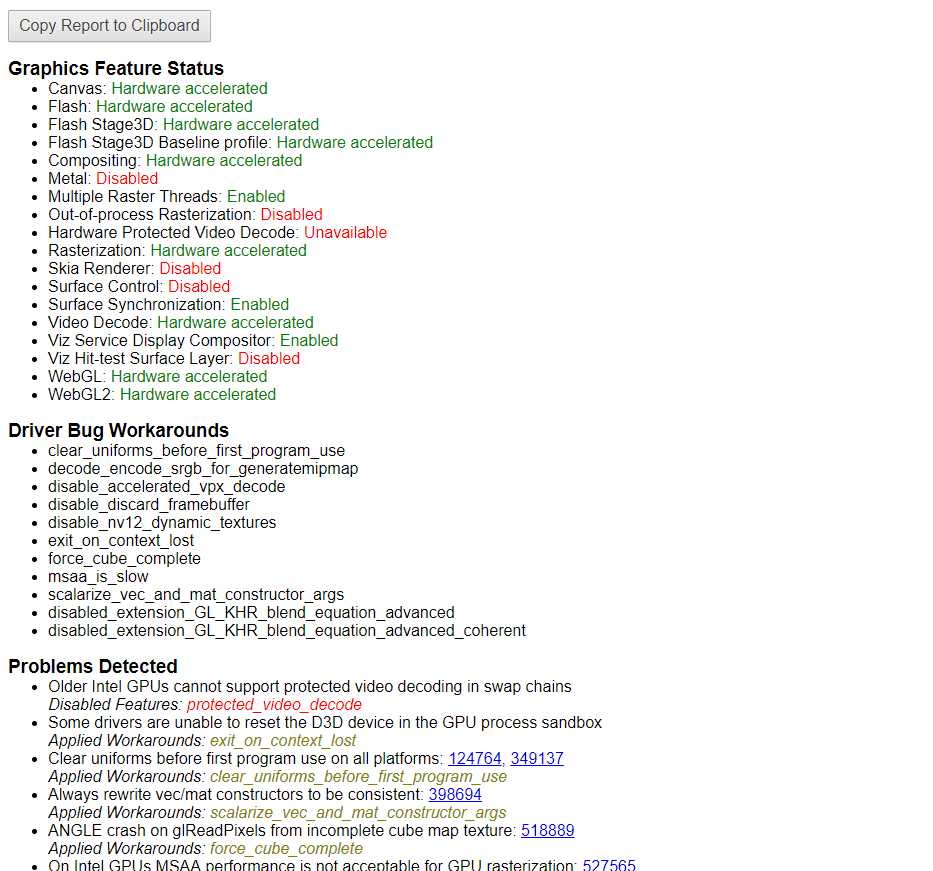 Copy Report to Clipboard
Graphics Feature Status
Canvas: Hardware accelerated
Flash: Hardware accelerated
Flash Stage3D: Hardware accelerated
Flash Stage3D Baseline profile: Hardware accelerated
Compositing: Hardware accelerated
Metal: Disabled
Multiple Raster Threads: Enabled
Out-of-process Rasterization: Disabled
Hardware Protected Video Decode: Unavailable
Rasterization: Hardware accelerated
Skia Renderer: Disabled
Surface Control: Disabled
Surface Synchronization: Enabled
Video Decode: Hardware accelerated
Viz Service Display Compositor: Enabled
Viz Hit-test Surface Layer: Disabled
WebGL: Hardware accelerated
WebGL2: Hardware accelerated
Driver Bug Workarounds
clear_uniforms_before_first_program_use
decode_encode_srgb_for_generatemipmap
disable_accelerated_vpx_decode
disable_discard_framebuffer
disable_nv12_dynamic_textures
exit_on_context_lost
force_cube_complete
msaa_is_slow
scalarize_vec_and_mat_constructor_args
disabled_extension_GL_KHR_blend_equation_advanced
disabled_extension_GL_KHR_blend_equation_advanced_coherent
Problems Detected
Older Intel GPUs cannot support protected video decoding in swap chains
Disabled Features: protected_video_decode
Some drivers are unable to reset the D3D device in the GPU process sandbox
Applied Workarounds: exit_on_context_lost
Clear uniforms before first program use on all platforms: 124764, 349137
Applied Workarounds: clear_uniforms_before_first_program_use
Always rewrite vec/mat constructors to be consistent: 398694
Applied Workarounds: scalarize_vec_and_mat_constructor_args
ANGLE crash on glReadPixels from incomplete cube map texture: 518889
Applied Workarounds: force_cube_complete
On Intel GPUs MSAA performance is not acceptable for GPU rasterization: 527565